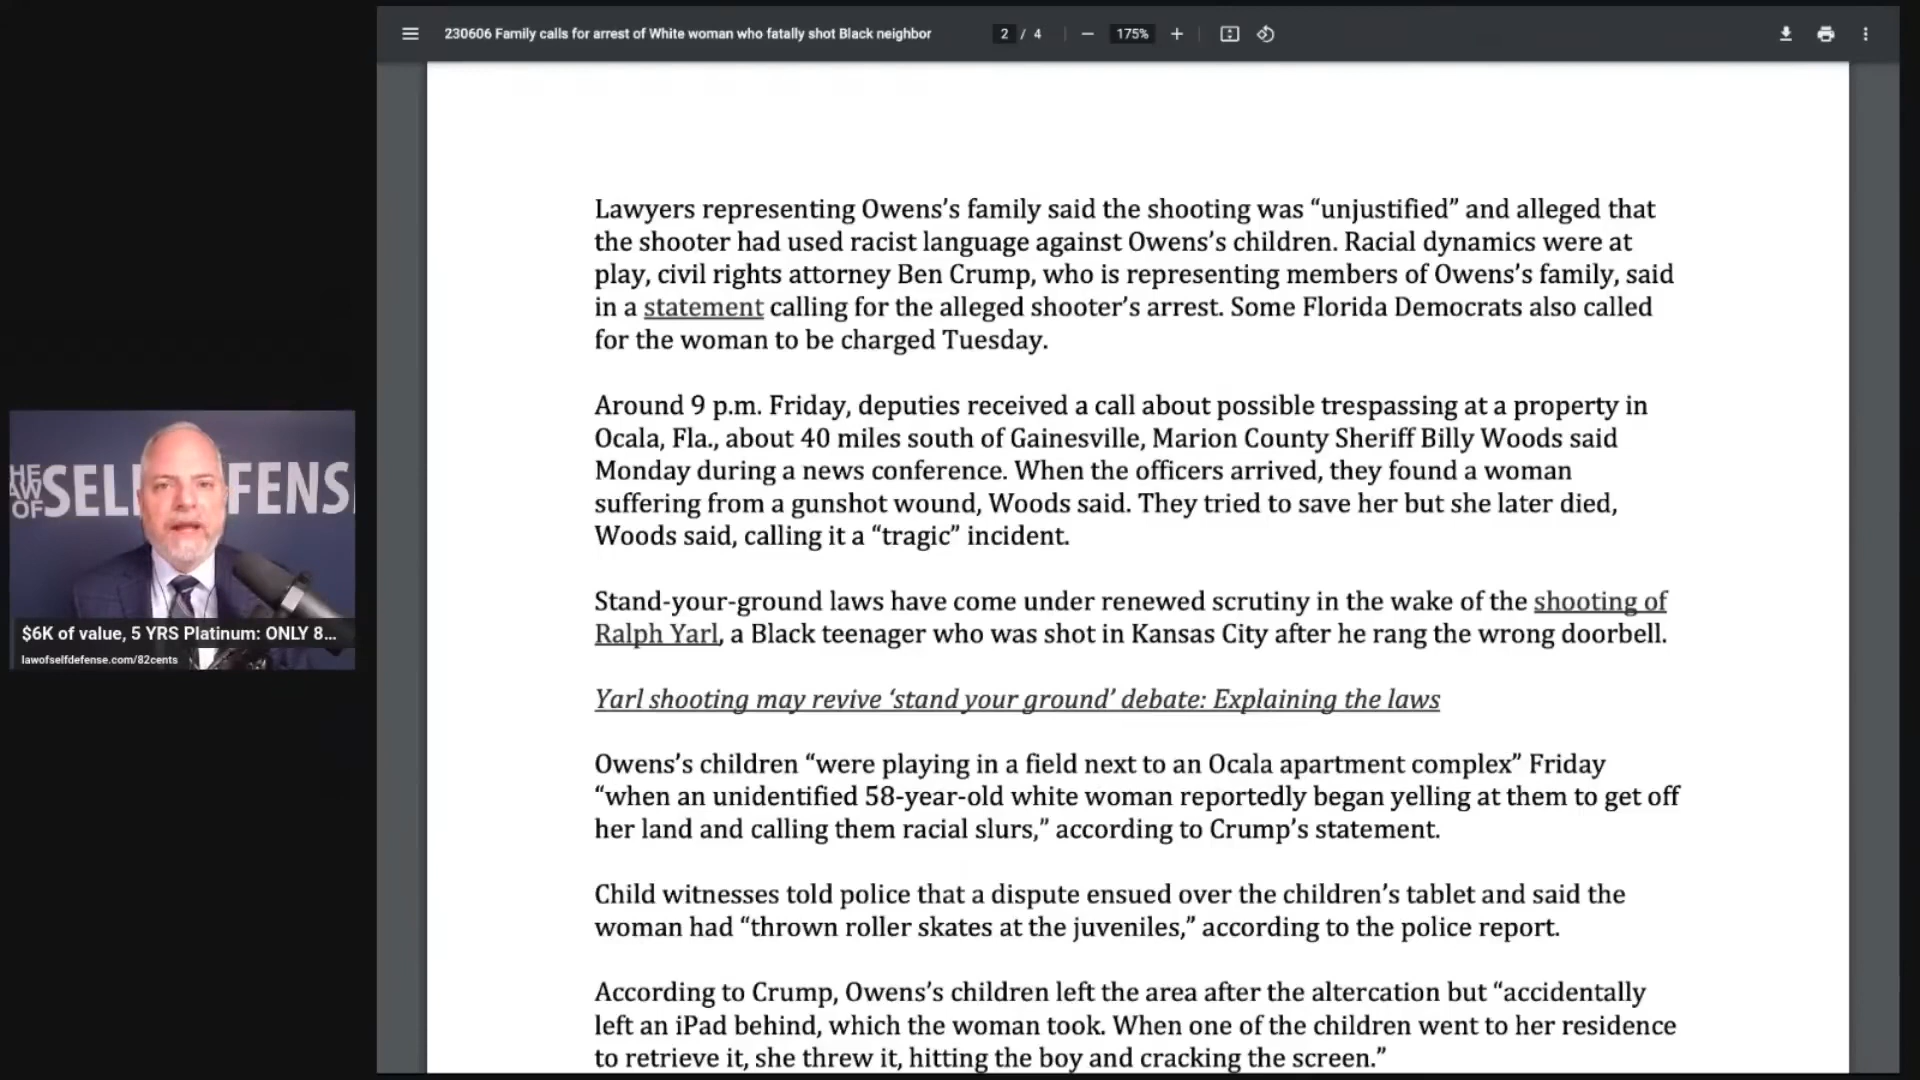 230606 Family calls for arrest of White woman who fatally shot Black neighbor
2 / 4
175%
Lawyers representing Owens’s family said the shooting was “unjustified” and alleged that
the shooter had used racist language against Owens’s children. Racial dynamics were at
play, civil rights attorney Ben Crump, who is representing members of Owens’s family, said
in a statement calling for the alleged shooter’s arrest. Some Florida Democrats also called
for the woman to be charged Tuesday.
Around 9 p.m. Friday, deputies received a call about possible trespassing at a property in
Ocala, Fla., about 40 miles south of Gainesville, Marion County Sheriff Billy Woods said
Monday during a news conference. When the officers arrived, they found a woman
suffering from a gunshot wound, Woods said. They tried to save her but she later died,
Woods said, calling it a “tragic” incident.
Stand-your-ground laws have come under renewed scrutiny in the wake of the shooting of
Ralph Yarl, a Black teenager who was shot in Kansas City after he rang the wrong doorbell.
Yarl shooting may revive ‘stand your ground’ debate: Explaining the laws
Owens’s children “were playing in a field next to an Ocala apartment complex” Friday
“when an unidentified 58-year-old white woman reportedly began yelling at them to get off
her land and calling them racial slurs,” according to Crump’s statement.
Child witnesses told police that a dispute ensued over the children’s tablet and said the
woman had “thrown roller skates at the juveniles,” according to the police report.
According to Crump, Owens’s children left the area after the altercation but “accidentally
left an iPad behind, which the woman took. When one of the children went to her residence
to retrieve it, she threw it, hitting the boy and cracking the screen.”
OF SEL FENS
$6K of value, 5 YRS Platinum: ONLY 8...
lawofselfdefense.com/82cents